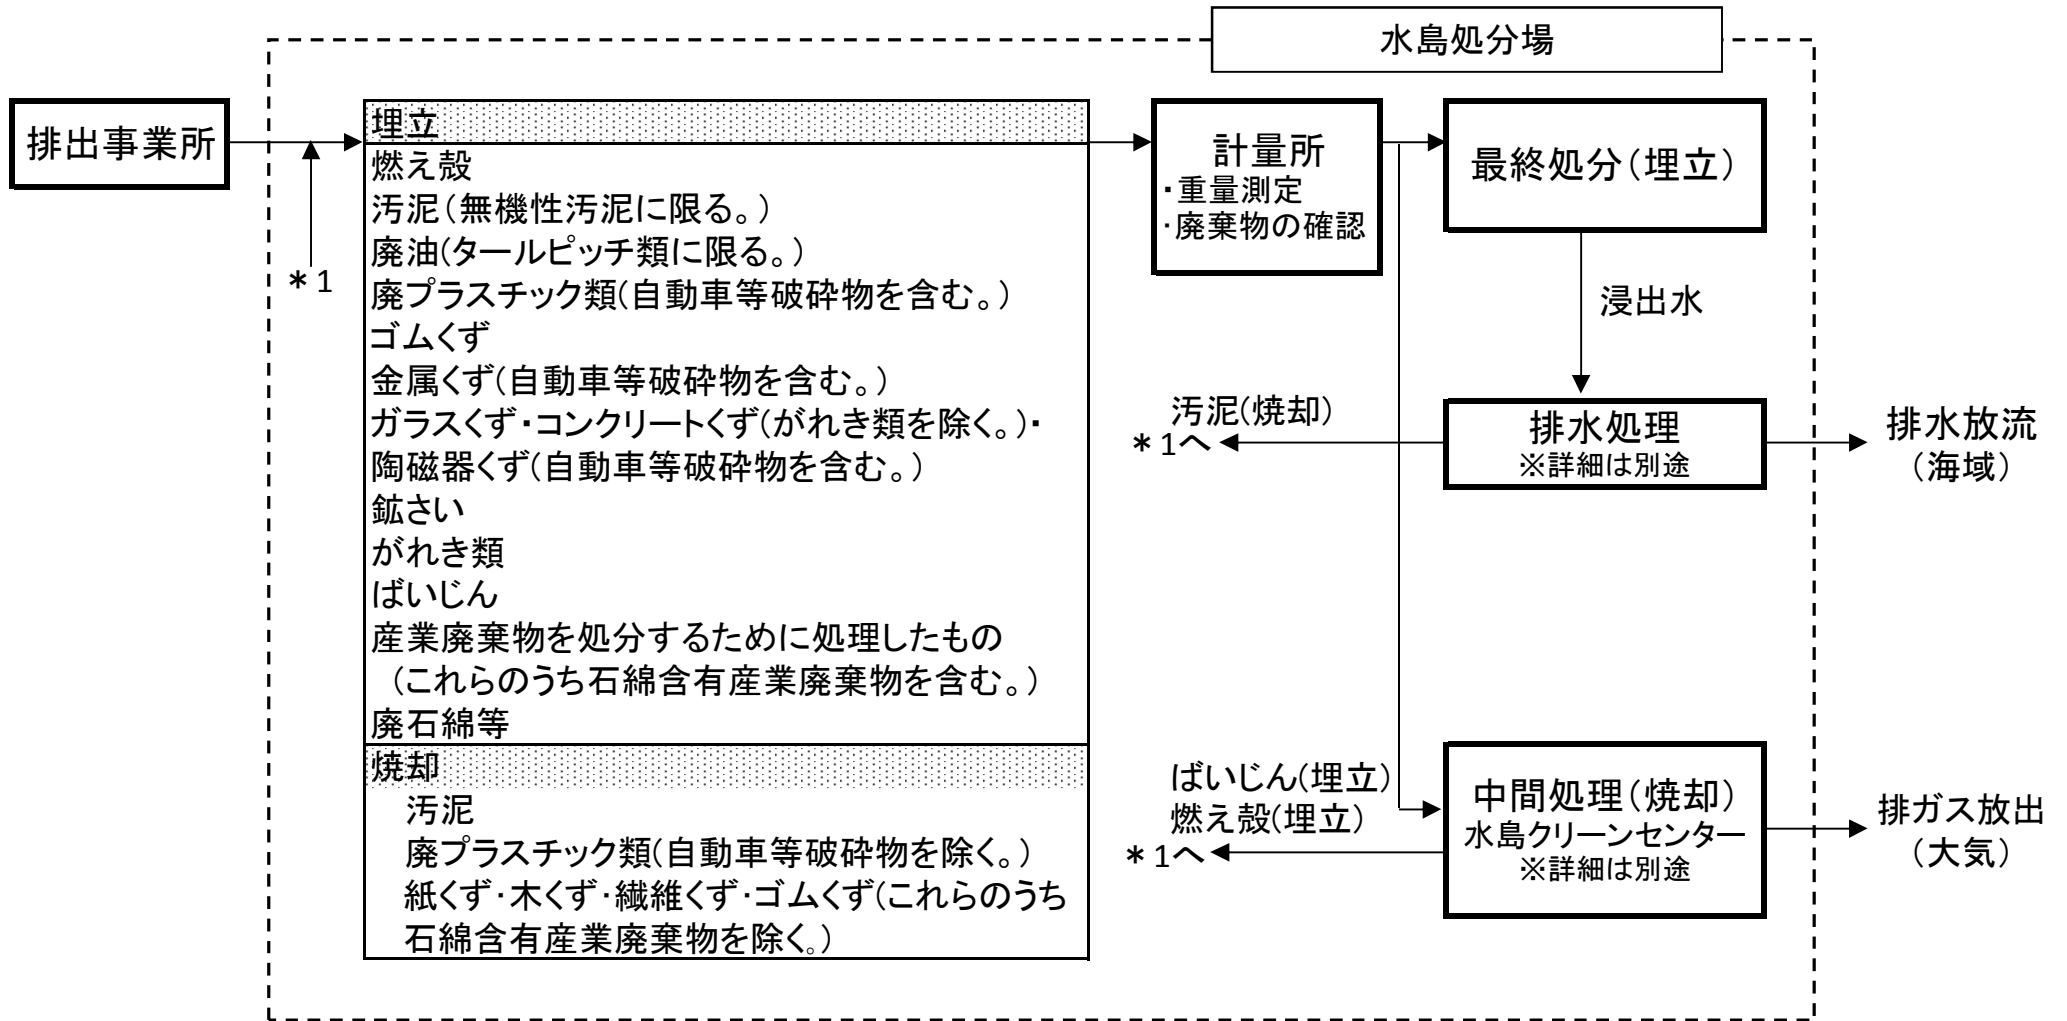 水島処分場
排出事業所
*1
埋立
燃え殻
汚泥(無機性汚泥に限る。)
廃油(タールピッチ類に限る。)
廃プラスチック類(自動車等破砕物を含む。)
ゴムくず
金属くず(自動車等破砕物を含む。)
ガラスくず・コンクリートくず(がれき類を除く。)・
陶磁器くず(自動車等破砕物を含む。)
鉱さい
がれき類
ばいじん
産業廃棄物を処分するために処理したもの
(これらのうち石綿含有産業廃棄物を含む。)
廃石綿等
焼却
汚泥
廃プラスチック類(自動車等破砕物を除く。)
紙くず・木くず・繊維くず・ゴムくず(これらのうち
石綿含有産業廃棄物を除く。)
計量所
・重量測定
・廃棄物の確認
最終処分(埋立)
浸出水
汚泥(焼却)
*1へ
排水処理
※詳細は別途
排水放流
(海域)
ばいじん(埋立)
燃え殻(埋立)
*1へ
中間処理(焼却)
水島クリーンセンター
※詳細は別途
排ガス放出
(大気)